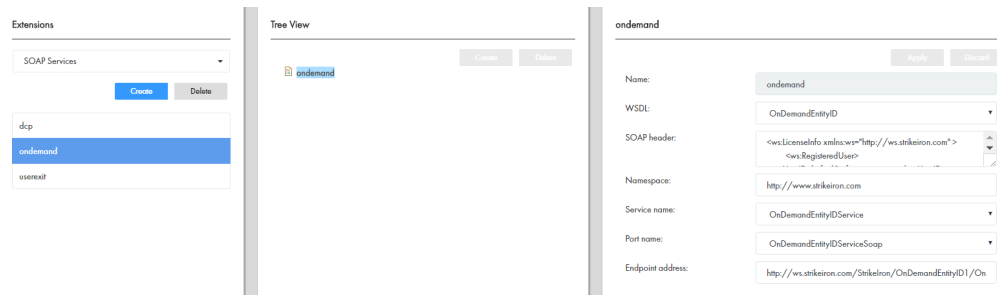 Extensions
SOAP Services
Create Delete
dcp
ondemand
userexit
Tree View
Create Delete
ondemand
ondemand
Apply Discard
Name: ondemand
WSDL: OnDemandEntityID
SOAP header: <ws:LicenseInfo xmlns:ws="http://ws.strikeiron.com" >
<ws:RegisteredUser>
Namespace: http://www.strikeiron.com
Service name: OnDemandEntityIDService
Port name: OnDemandEntityIDServiceSoap
Endpoint address: http://ws.strikeiron.com/StrikeIron/OnDemandEntityID1/On